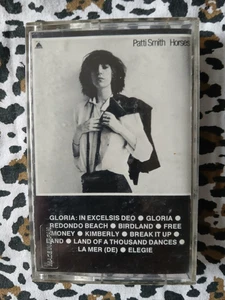 Patti Smith Horses
GLORIA: IN EXCELSIS DEO ● GLORIA ●
REDONDO BEACH ● BIRDLAND ● FREE
MONEY ● KIMBERLY ● BREAK IT UP ●
LAND ● LAND OF A THOUSAND DANCES ●
LA MER (DE) ● ELEGIE